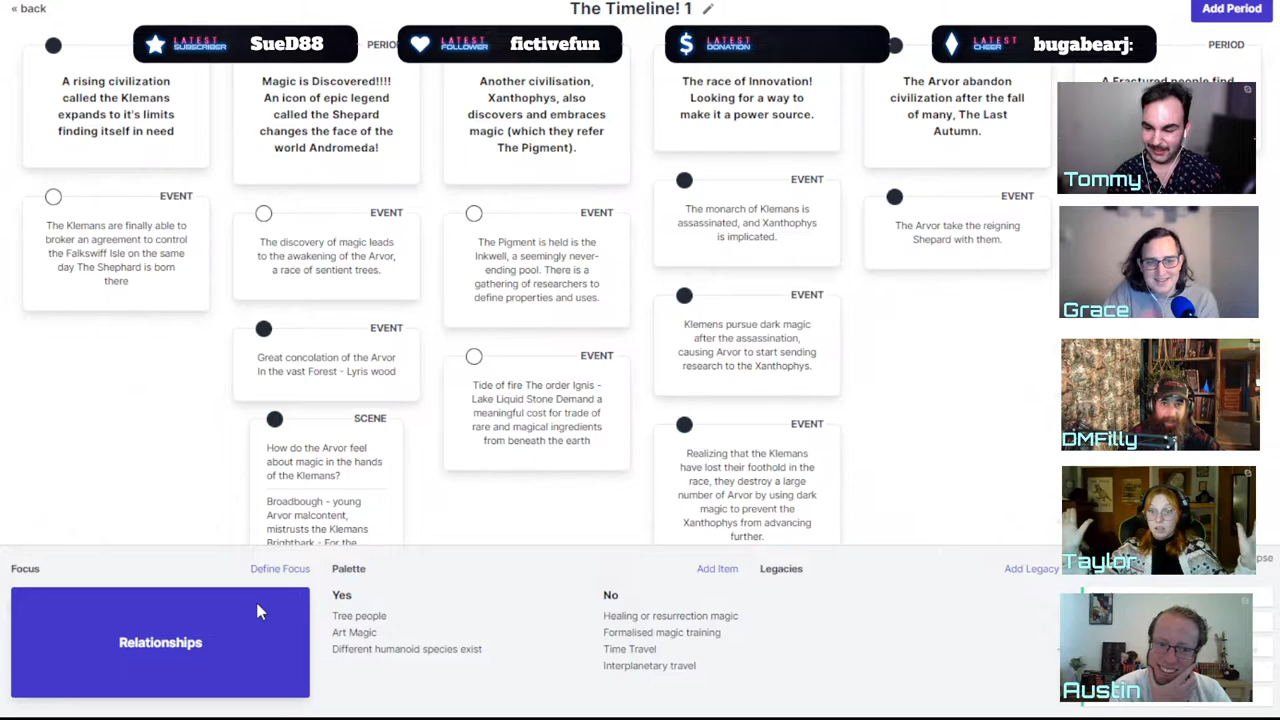 « back
The Timeline! 1
Add Period
LATEST SUBSCRIBER
SueD88
LATEST FOLLOWER
fictivefun
LATEST DONATION
LATEST CHEER
bugabearj:
PERIOD
A rising civilization
called the Klemans
expands to it's limits
finding itself in need
Magic is Discovered!!!!
An icon of epic legend
called the Shepard
changes the face of the
world Andromeda!
Another civilisation,
Xanthophys, also
discovers and embraces
magic (which they refer
The Pigment).
The race of Innovation!
Looking for a way to
make it a power source.
The Arvor abandon
civilization after the fall
of many, The Last
Autumn.
PERIOD
A Fractured people find
EVENT
The Klemans are finally able to
broker an agreement to control
the Falkswiff Isle on the same
day The Shephard is born
there
EVENT
The discovery of magic leads
to the awakening of the Arvor,
a race of sentient trees.
EVENT
Great concolation of the Arvor
In the vast Forest - Lyris wood
SCENE
How do the Arvor feel
about magic in the hands
of the Klemans?
Broadbough - young
Arvor malcontent,
mistrusts the Klemans
Brightbark - For the
EVENT
The Pigment is held is the
Inkwell, a seemingly never-
ending pool. There is a
gathering of researchers to
define properties and uses.
EVENT
Tide of fire The order Ignis -
Lake Liquid Stone Demand a
meaningful cost for trade of
rare and magical ingredients
from beneath the earth
EVENT
The monarch of Klemans is
assassinated, and Xanthophys
is implicated.
EVENT
Klemens pursue dark magic
after the assassination,
causing Arvor to start sending
research to the Xanthophys.
EVENT
Realizing that the Klemans
have lost their foothold in the
race, they destroy a large
number of Arvor by using dark
magic to prevent the
Xanthophys from advancing
further.
EVENT
The Arvor take the reigning
Shepard with them.
Tommy
Grace
DMFilly
Taylor
Austin
Focus
Define Focus
Relationships
Palette
Add Item
Yes
Tree people
Art Magic
Different humanoid species exist
No
Healing or resurrection magic
Formalised magic training
Time Travel
Interplanetary travel
Legacies
Add Legacy